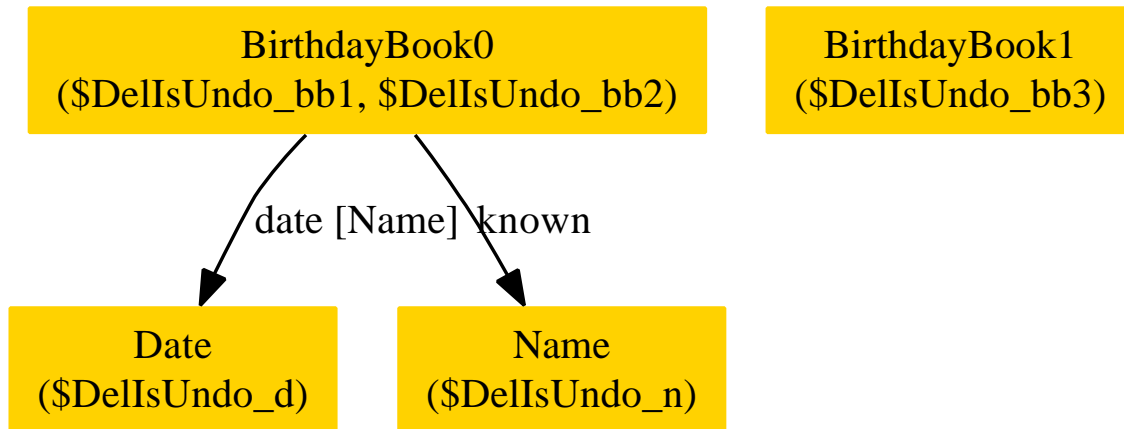 BirthdayBook0
($DelIsUndo_bb1, $DelIsUndo_bb2)
BirthdayBook1
($DelIsUndo_bb3)
date [Name]
known
Date
($DelIsUndo_d)
Name
($DelIsUndo_n)